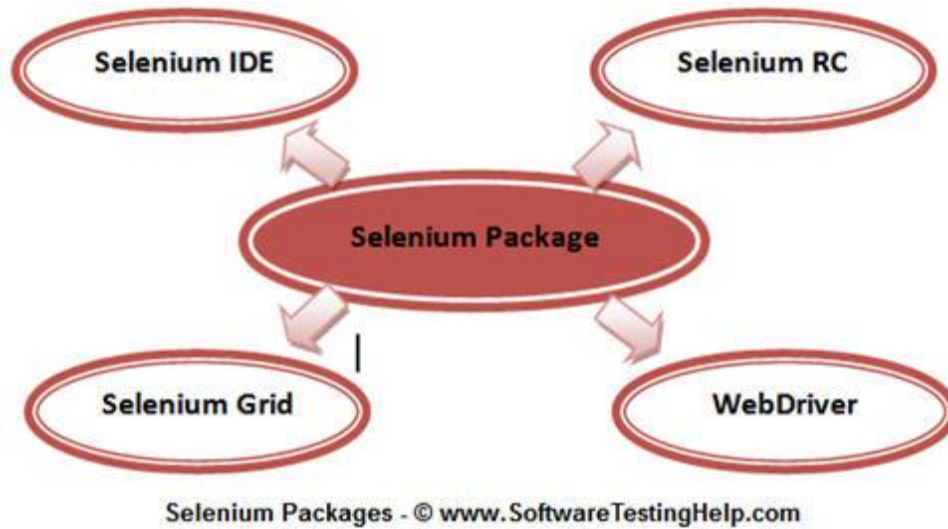 Selenium IDE
Selenium RC
Selenium Package
Selenium Grid
WebDriver
Selenium Packages - © www.SoftwareTestingHelp.com